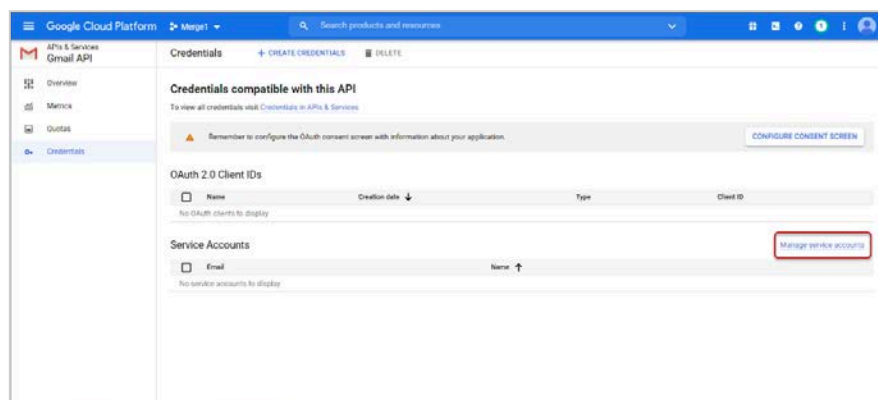 Google Cloud Platform Merge1 Search products and resources
APIs & Services
Gmail API
Credentials + CREATE CREDENTIALS DELETE
Overview
Metrics
Quotas
Credentials
Credentials compatible with this API
To view all credentials visit Credentials in APIs & Services
Remember to configure the OAuth consent screen with information about your application. CONFIGURE CONSENT SCREEN
OAuth 2.0 Client IDs
Name Creation date Type Client ID
No OAuth clients to display
Service Accounts Manage service accounts
Email Name
No service accounts to display